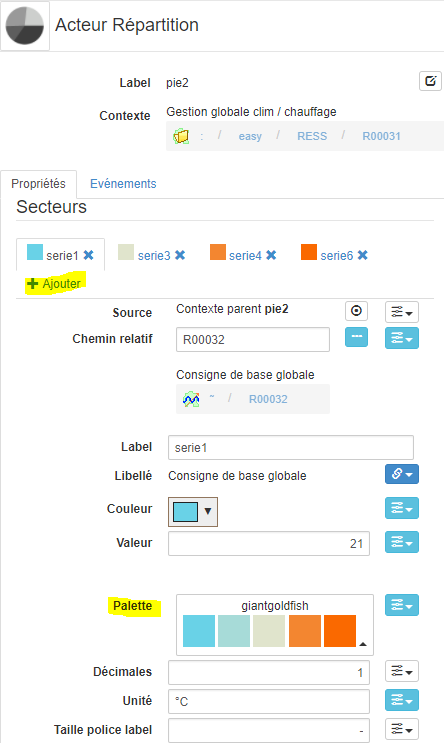 Acteur Répartition
Label pie2
Contexte Gestion globale clim / chauffage
: / easy / RESS / R00031
Propriétés Evénements
Secteurs
serie1 serie3 serie4 serie6
Ajouter
Source Contexte parent pie2
Chemin relatif R00032
Consigne de base globale
" / R00032
Label serie1
Libellé Consigne de base globale
Couleur
Valeur 21
Palette giantgoldfish
Décimales 1
Unité °C
Taille police label -